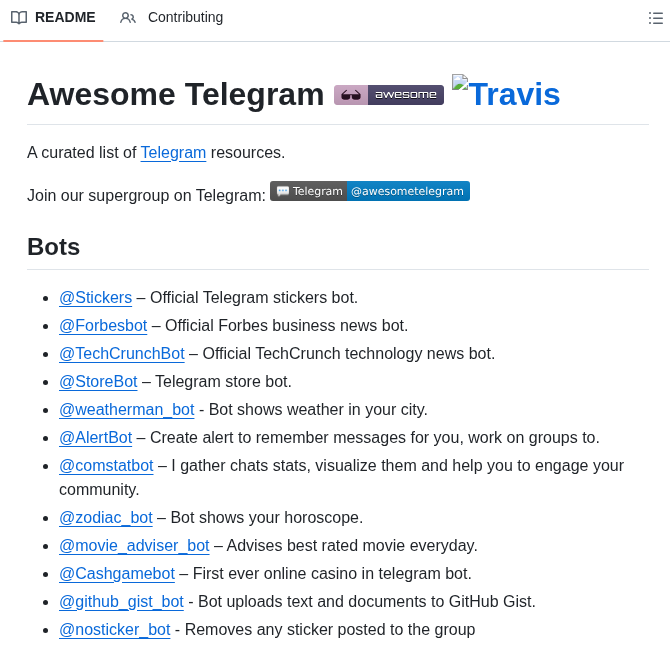 README Contributing
Awesome Telegram awesome Travis
A curated list of Telegram resources.
Join our supergroup on Telegram: Telegram @awesometelegram
Bots
@Stickers – Official Telegram stickers bot.
@Forbesbot – Official Forbes business news bot.
@TechCrunchBot – Official TechCrunch technology news bot.
@StoreBot – Telegram store bot.
@weatherman_bot - Bot shows weather in your city.
@AlertBot – Create alert to remember messages for you, work on groups to.
@comstatbot – I gather chats stats, visualize them and help you to engage your
community.
@zodiac_bot – Bot shows your horoscope.
@movie_adviser_bot – Advises best rated movie everyday.
@Cashgamebot – First ever online casino in telegram bot.
@github_gist_bot - Bot uploads text and documents to GitHub Gist.
@nosticker_bot - Removes any sticker posted to the group